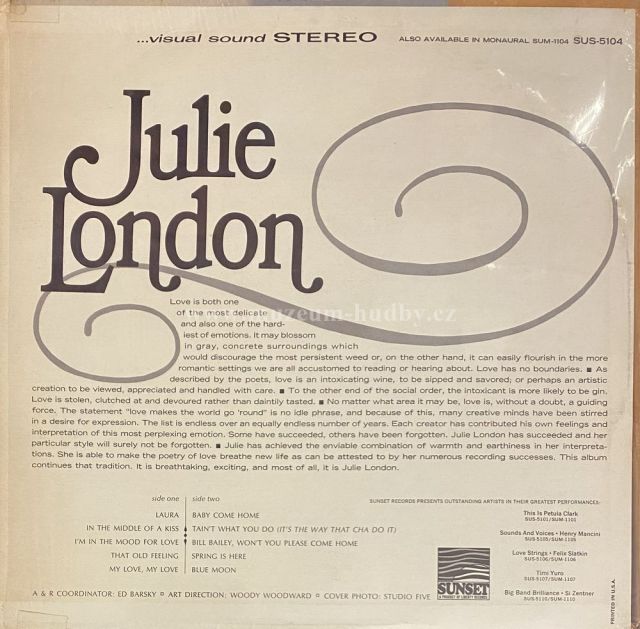 ...visual sound STEREO
ALSO AVAILABLE IN MONAURAL SUM-1104 SUS-5104
Julie
London
muzeum-hudby.cz
Love is both one
of the most delicate
and also one of the hard-
iest of emotions. It may blossom
in gray, concrete surroundings which
would discourage the most persistent weed or, on the other hand, it can easily flourish in the more
romantic settings we are all accustomed to reading or hearing about. Love has no boundaries. ■ As
described by the poets, love is an intoxicating wine, to be sipped and savored; or perhaps an artistic
creation to be viewed, appreciated and handled with care. ■ To the other end of the social order, the intoxicant is more likely to be gin.
Love is stolen, clutched at and devoured rather than daintily tasted. ■ No matter what area it may be, love is, without a doubt, a guiding
force. The statement "love makes the world go 'round" is no idle phrase, and because of this, many creative minds have been stirred
in a desire for expression. The list is endless over an equally endless number of years. Each creator has contributed his own feelings and
interpretation of this most perplexing emotion. Some have succeeded, others have been forgotten. Julie London has succeeded and her
particular style will surely not be forgotten. ■ Julie has achieved the enviable combination of warmth and earthiness in her interpreta-
tions. She is able to make the poetry of love breathe new life as can be attested to by her numerous recording successes. This album
continues that tradition. It is breathtaking, exciting, and most of all, it is Julie London.
side one
LAURA
IN THE MIDDLE OF A KISS
I'M IN THE MOOD FOR LOVE
THAT OLD FEELING
MY LOVE, MY LOVE
side two
BABY COME HOME
TAIN'T WHAT YOU DO (IT'S THE WAY THAT CHA DO IT)
BILL BAILEY, WON'T YOU PLEASE COME HOME
SPRING IS HERE
BLUE MOON
SUNSET RECORDS PRESENTS OUTSTANDING ARTISTS IN THEIR GREATEST PERFORMANCES:
This Is Petula Clark
SUS-5101/SUM-1101
Sounds And Voices • Henry Mancini
SUS-5105/SUM-1105
Love Strings • Felix Slatkin
SUS-5106/SUM-1106
Timi Yuro
SUS-5107/SUM-1107
Big Band Brilliance • Si Zentner
SUS-5110/SUM-1110
SUNSET
A PRODUCT OF LIBERTY RECORDS
A & R COORDINATOR: ED BARSKY • ART DIRECTION: WOODY WOODWARD • COVER PHOTO: STUDIO FIVE
PRINTED IN U.S.A.